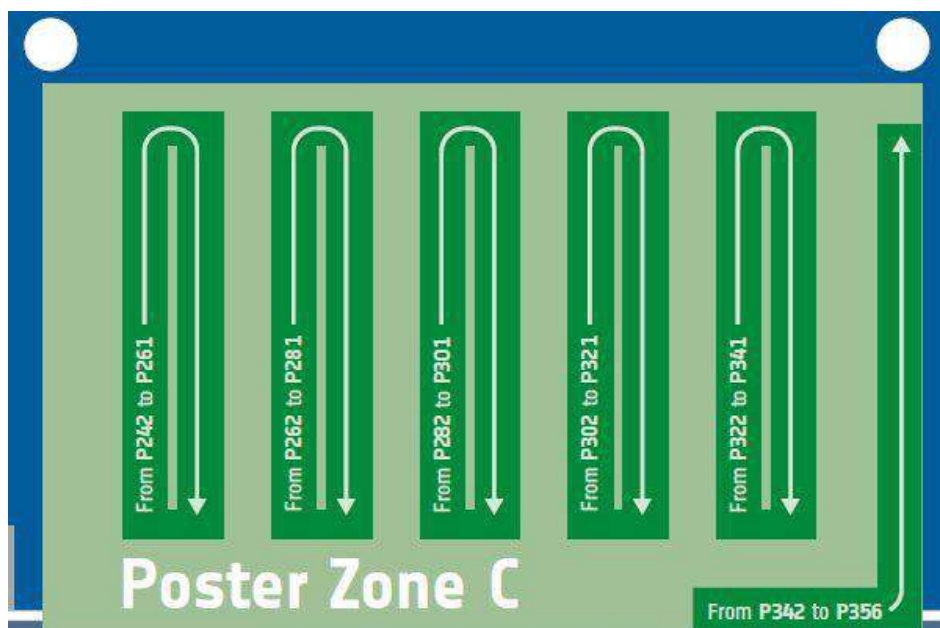 From P242 to P261
From P262 to P281
From P282 to P301
From P302 to P321
From P322 to P341
Poster Zone C
From P342 to P356